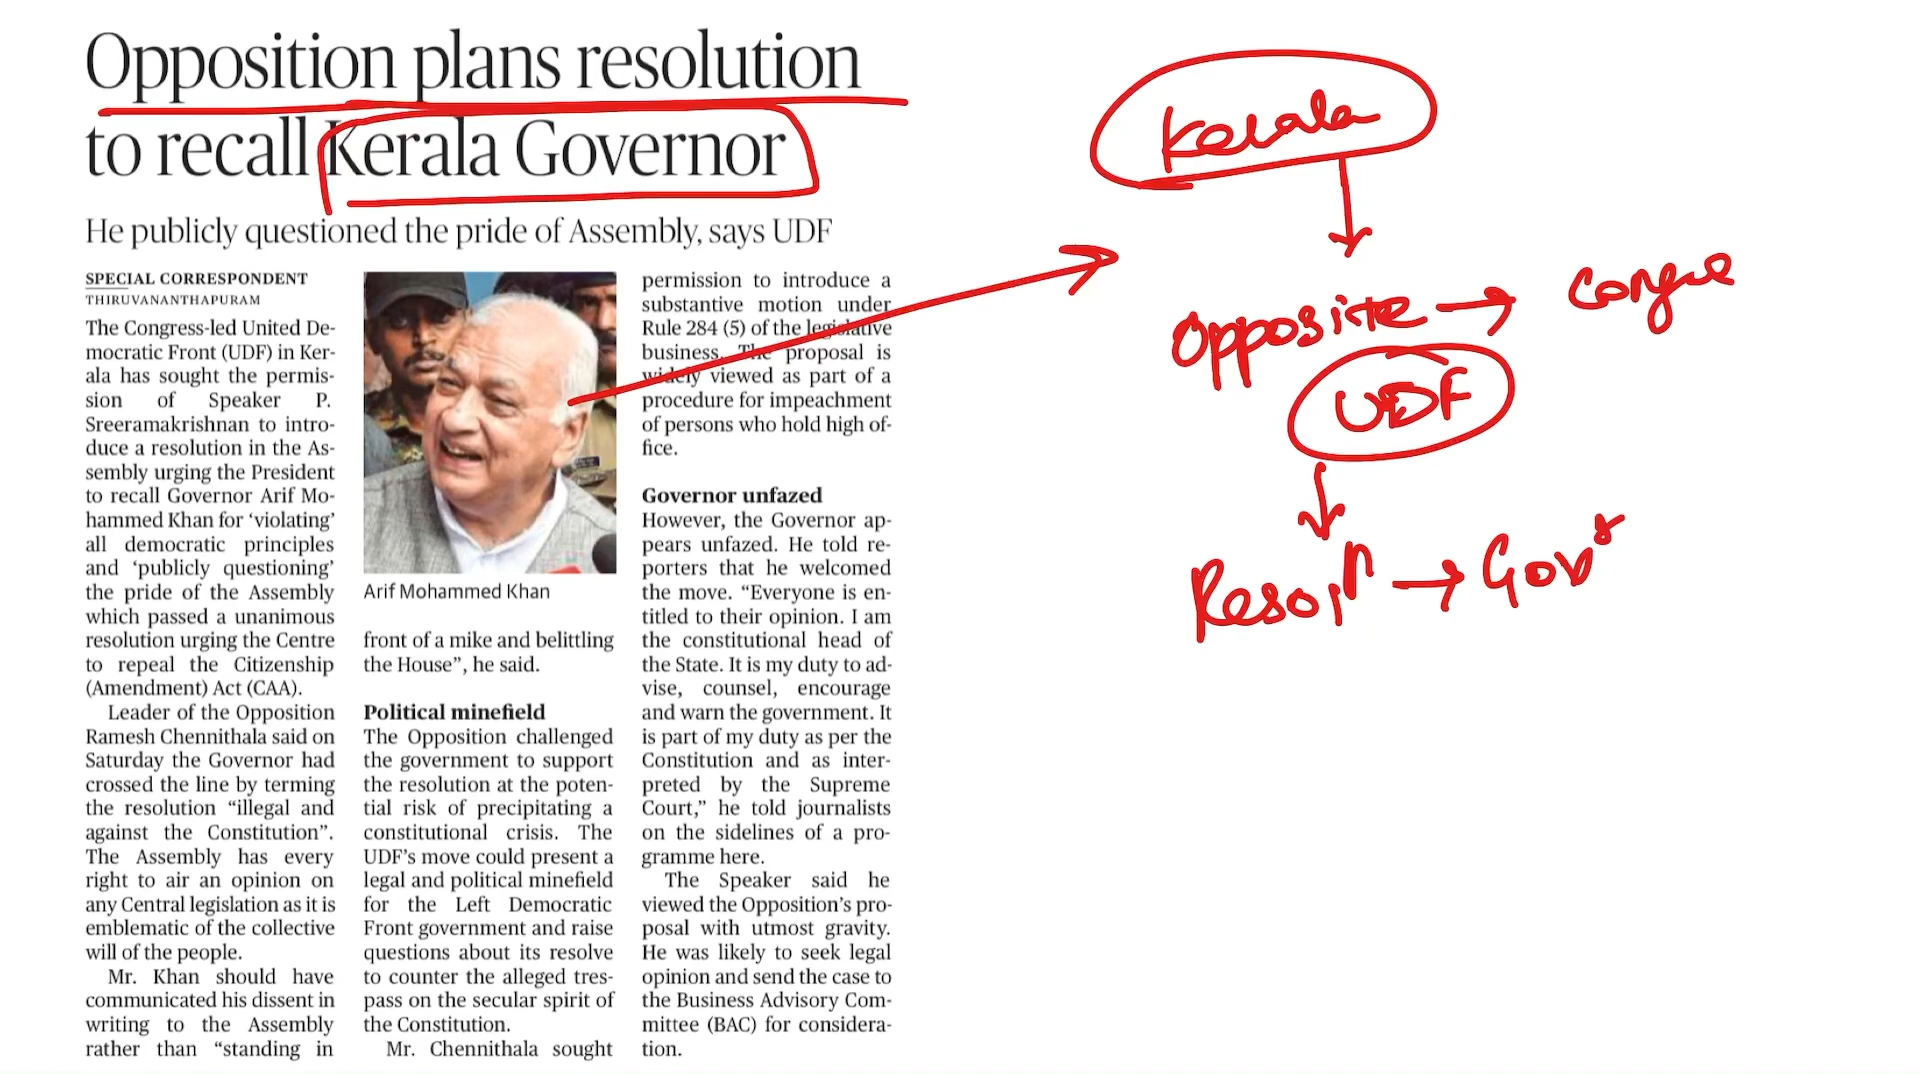 Opposition plans resolution
to recall Kerala Governor
He publicly questioned the pride of Assembly, says UDF
SPECIAL CORRESPONDENT
THIRUVANANTHAPURAM
The Congress-led United De-
mocratic Front (UDF) in Ker-
ala has sought the permis-
sion of Speaker P.
Sreeramakrishnan to intro-
duce a resolution in the As-
sembly urging the President
to recall Governor Arif Mo-
hammed Khan for ‘violating’
all democratic principles
and ‘publicly questioning’
the pride of the Assembly
which passed a unanimous
resolution urging the Centre
to repeal the Citizenship
(Amendment) Act (CAA).
Leader of the Opposition
Ramesh Chennithala said on
Saturday the Governor had
crossed the line by terming
the resolution “illegal and
against the Constitution”.
The Assembly has every
right to air an opinion on
any Central legislation as it is
emblematic of the collective
will of the people.
Mr. Khan should have
communicated his dissent in
writing to the Assembly
rather than “standing in
Arif Mohammed Khan
front of a mike and belittling
the House”, he said.
Political minefield
The Opposition challenged
the government to support
the resolution at the poten-
tial risk of precipitating a
constitutional crisis. The
UDF’s move could present a
legal and political minefield
for the Left Democratic
Front government and raise
questions about its resolve
to counter the alleged tres-
pass on the secular spirit of
the Constitution.
Mr. Chennithala sought
permission to introduce a
substantive motion under
Rule 284 (5) of the legislative
business. The proposal is
widely viewed as part of a
procedure for impeachment
of persons who hold high of-
fice.
Governor unfazed
However, the Governor ap-
pears unfazed. He told re-
porters that he welcomed
the move. “Everyone is en-
titled to their opinion. I am
the constitutional head of
the State. It is my duty to ad-
vise, counsel, encourage
and warn the government. It
is part of my duty as per the
Constitution and as inter-
preted by the Supreme
Court,” he told journalists
on the sidelines of a pro-
gramme here.
The Speaker said he
viewed the Opposition’s pro-
posal with utmost gravity.
He was likely to seek legal
opinion and send the case to
the Business Advisory Com-
mittee (BAC) for considera-
tion.
Kerala
Opposite →
UDF
→ Gov